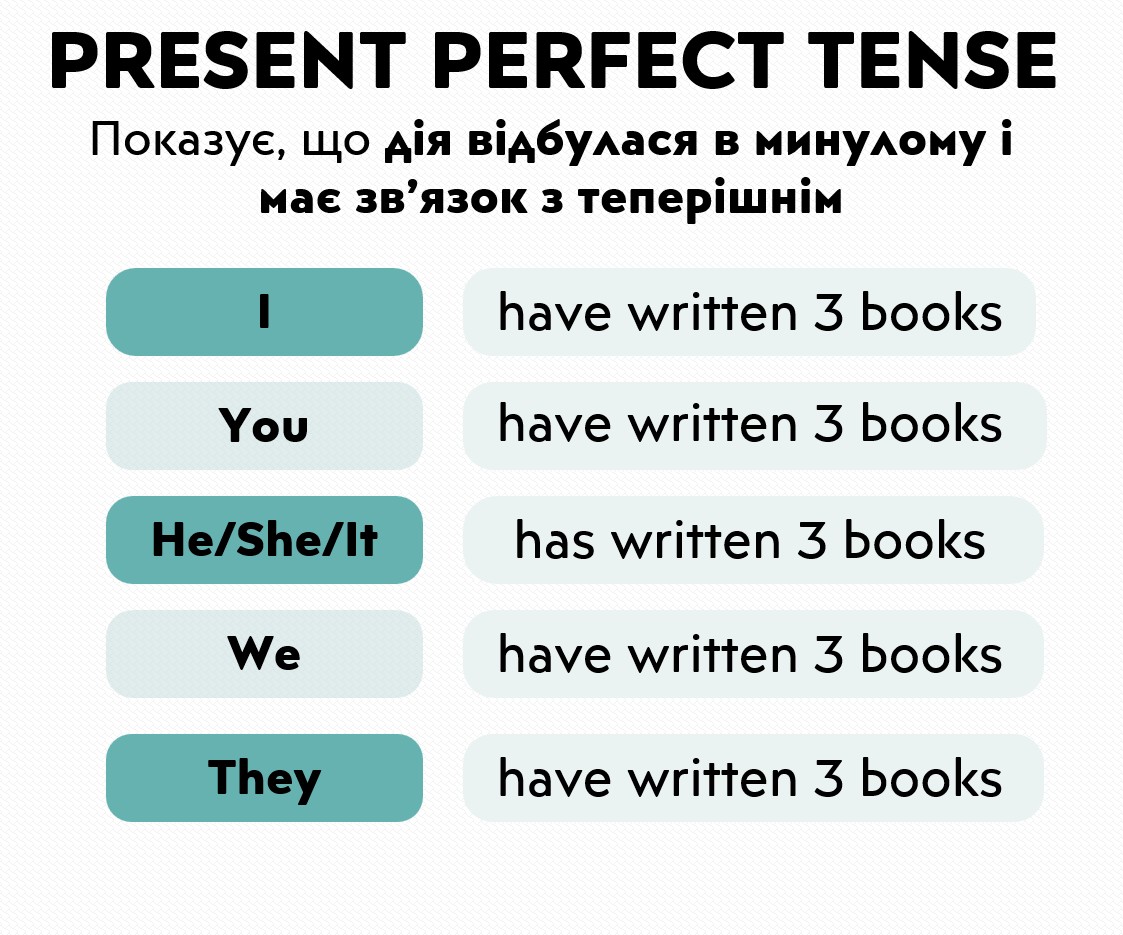 PRESENT PERFECT TENSE
Показує, що дія відбулася в минулому і
має зв’язок з теперішнім
I have written 3 books
You have written 3 books
He/She/It has written 3 books
We have written 3 books
They have written 3 books